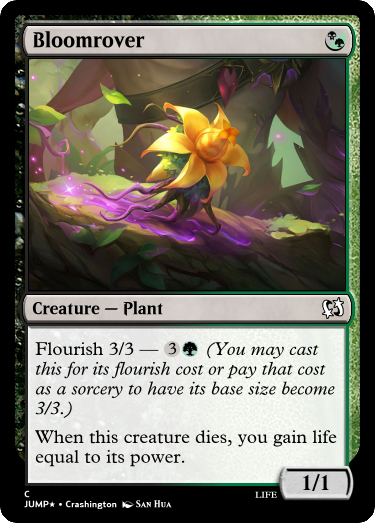 Bloomrover
Creature — Plant
Flourish 3/3 — 3 (You may cast
this for its flourish cost or pay that cost
as a sorcery to have its base size become
3/3.)
When this creature dies, you gain life
equal to its power.
1/1
C
LIFE
JUMP★ • Crashington SAN HUA